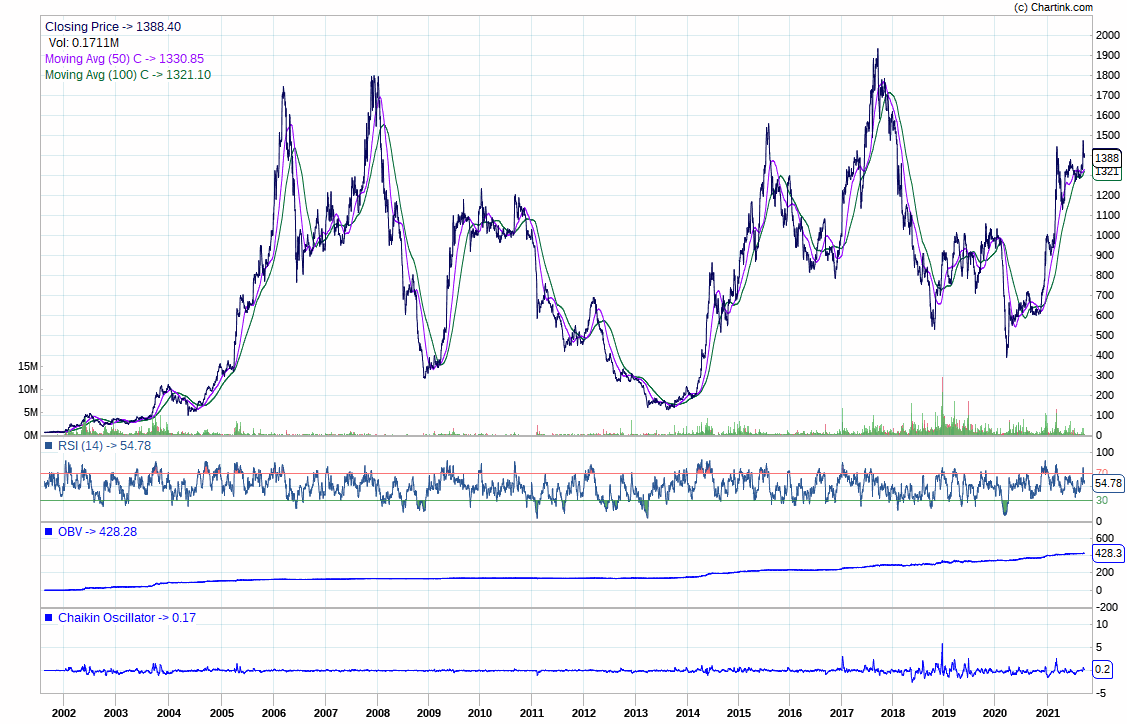 (c) Chartink.com
Closing Price -> 1388.40
Vol: 0.1711M
Moving Avg (50) C -> 1330.85
Moving Avg (100) C -> 1321.10
2000
1900
1800
1700
1600
1500
1388
1321
1200
1100
1000
900
800
700
600
500
400
300
200
100
0
15M
10M
5M
0M
RSI (14) -> 54.78
100
70
54.78
30
0
OBV -> 428.28
600
428.3
200
0
-200
Chaikin Oscillator -> 0.17
10
5
0.2
-5
2002 2003 2004 2005 2006 2007 2008 2009 2010 2011 2012 2013 2014 2015 2016 2017 2018 2019 2020 2021